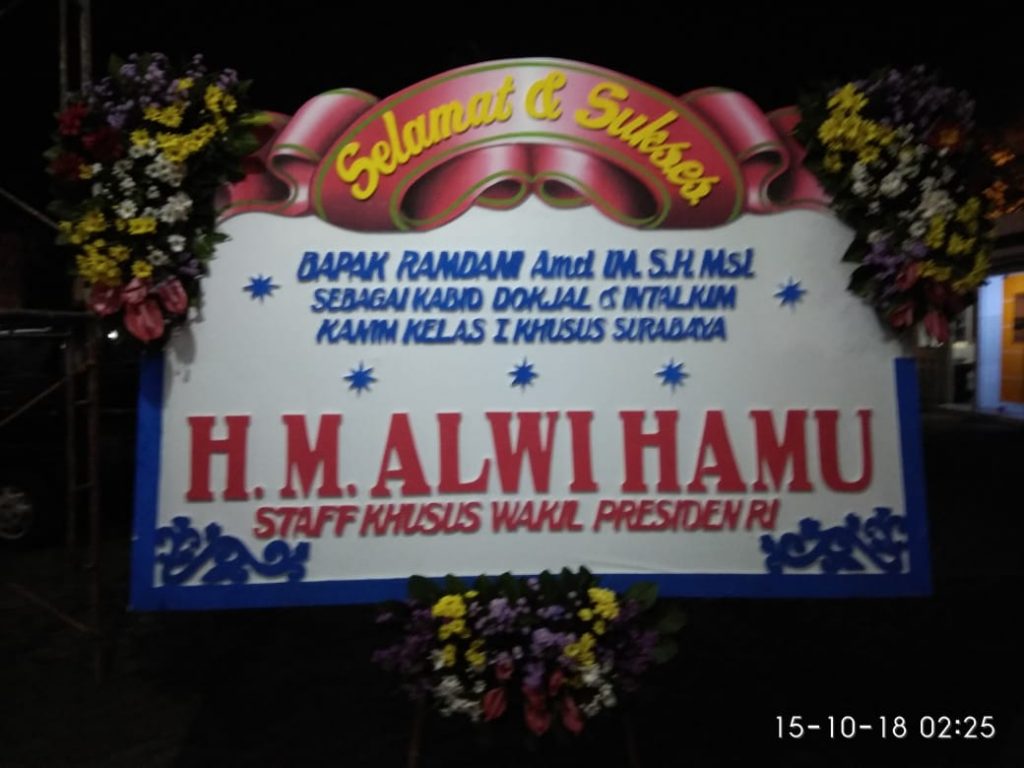 Selamat & Sukses
BAPAK RAMDANI Amd IM. S.H. MsI.
SEBAGAI KABID DOKJAL & INTALKIM
KANIM KELAS I KHUSUS SURABAYA
H. M. ALWI HAMU
STAFF KHUSUS WAKIL PRESIDEN RI
15-10-18 02:25